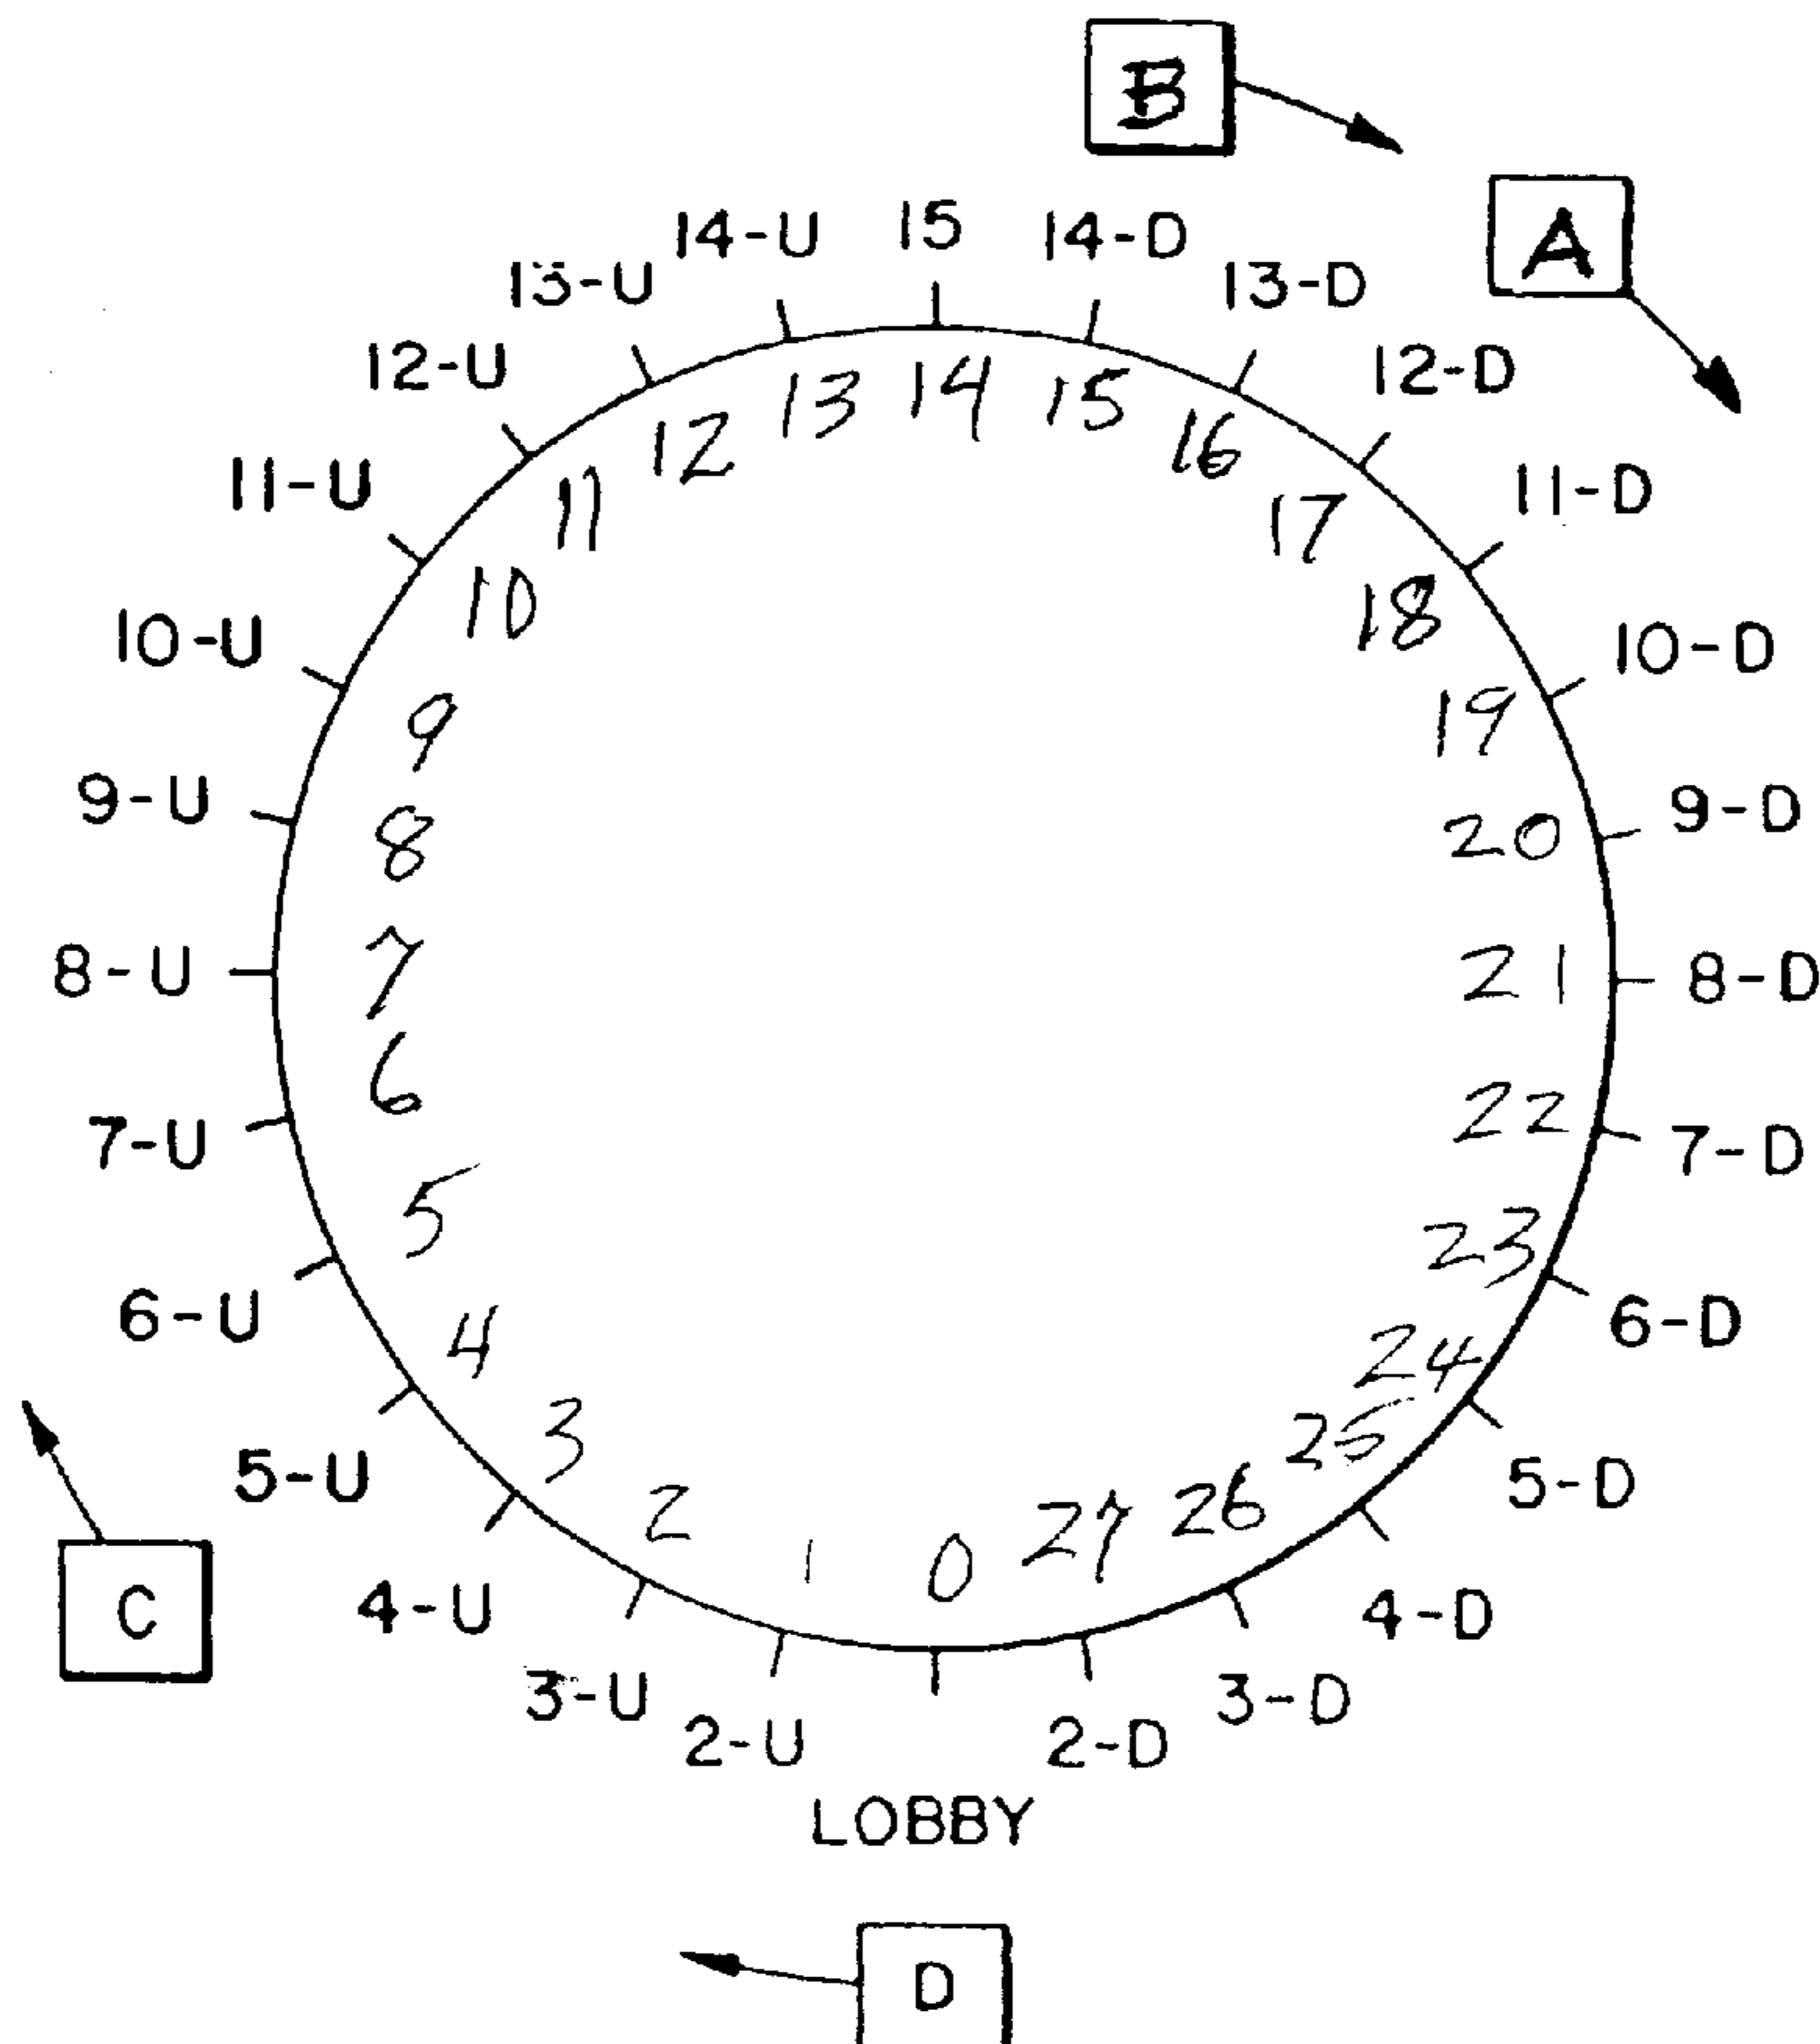 B
A
14-U 15 14-D
13-U 13-D
12-U 12-D
13 14 15
12 16
11-U 11-D
11 17
10 18
10-U 10-D
9 19
9-U 9-D
8 20
8-U 7 21 8-D
6 22
7-U 7-D
5 23
6-U 6-D
4 24
3 25
5-U 5-D
2 26
1 0 27
4-U 4-D
C
3-U 3-D
2-U 2-D
LOBBY
D